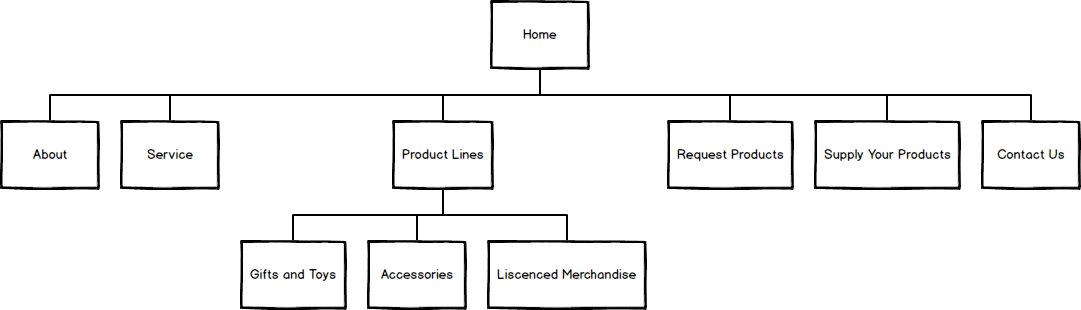 Home
About
Service
Product Lines
Request Products
Supply Your Products
Contact Us
Gifts and Toys
Accessories
Liscenced Merchandise